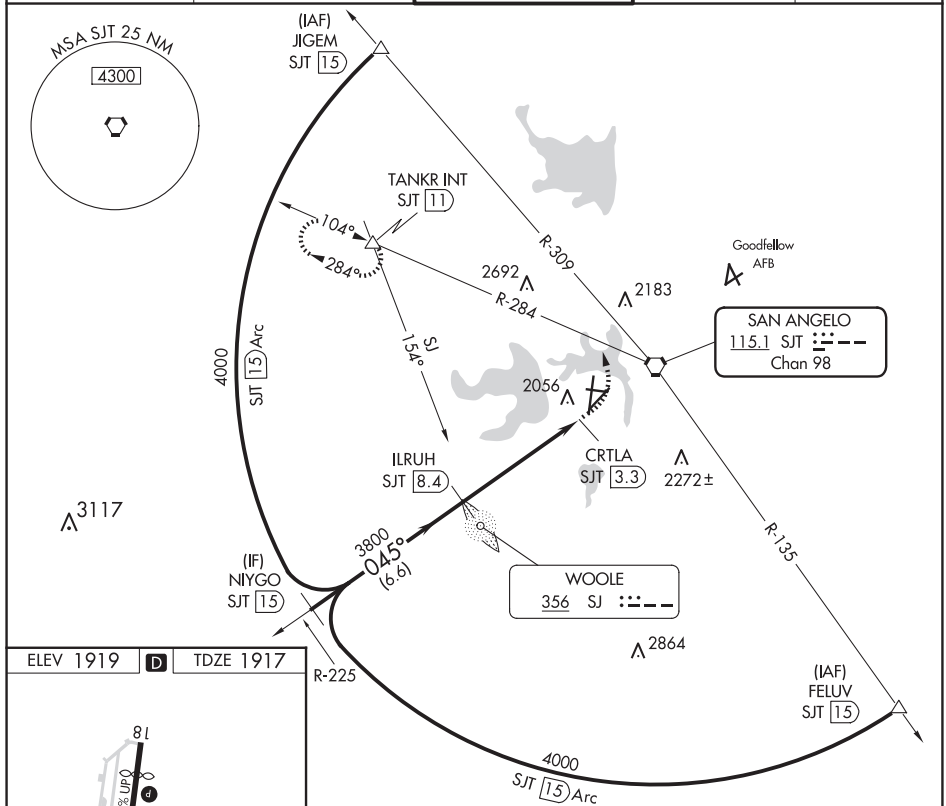 MSA SJT 25 NM
4300
(IAF)
JIGEM
SJT 15
TANKR INT
SJT 11
104°
284°
R-309
2692
R-284
2183
Goodfellow
AFB
SAN ANGELO
115.1 SJT
Chan 98
4000
SJT 15 Arc
SJ
154°
2056
CRTLA
SJT 3.3
2272±
ILRUH
SJT 8.4
3117
R-135
3800
045°
(6.6)
(IF)
NIYGO
SJT 15
WOOLE
356 SJ
2864
R-225
(IAF)
FELUV
SJT 15
4000
SJT 15 Arc
ELEV 1919 D TDZE 1917
18
% UP
P